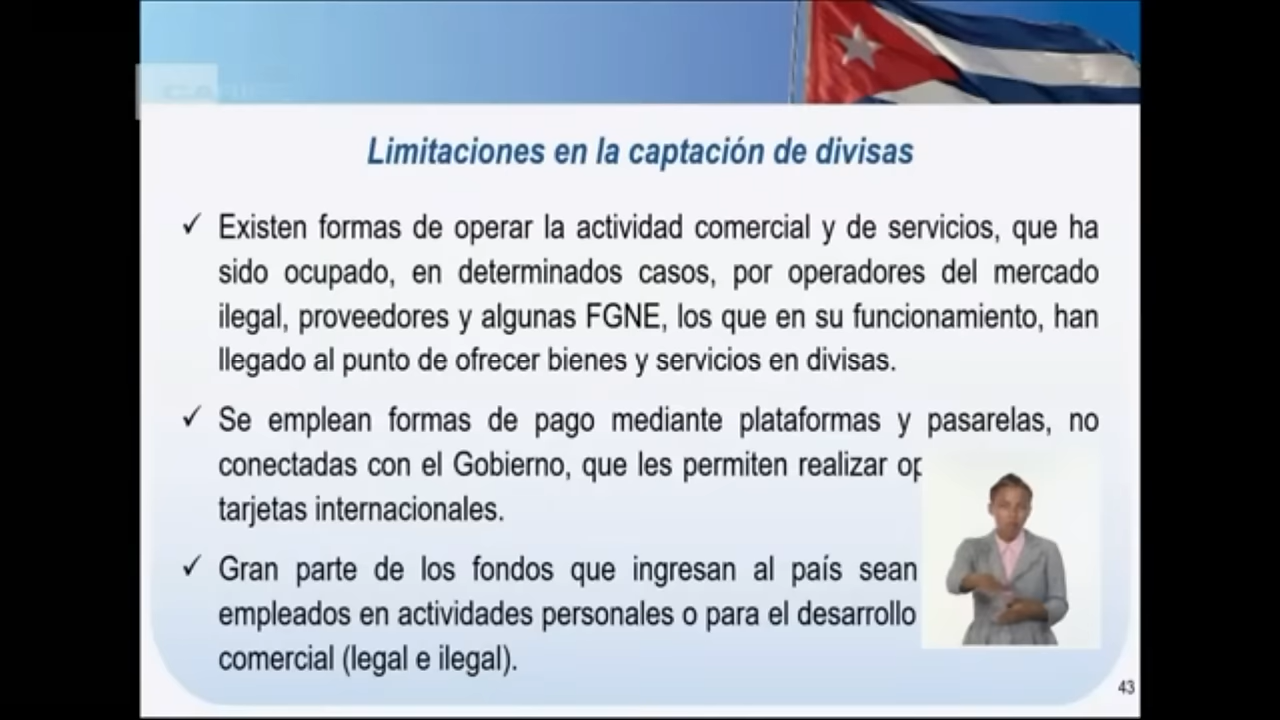 Limitaciones en la captación de divisas
✓ Existen formas de operar la actividad comercial y de servicios, que ha
sido ocupado, en determinados casos, por operadores del mercado
ilegal, proveedores y algunas FGNE, los que en su funcionamiento, han
llegado al punto de ofrecer bienes y servicios en divisas.
✓ Se emplean formas de pago mediante plataformas y pasarelas, no
conectadas con el Gobierno, que les permiten realizar
tarjetas internacionales.
✓ Gran parte de los fondos que ingresan al país sean
empleados en actividades personales o para el desarrollo
comercial (legal e ilegal).
43